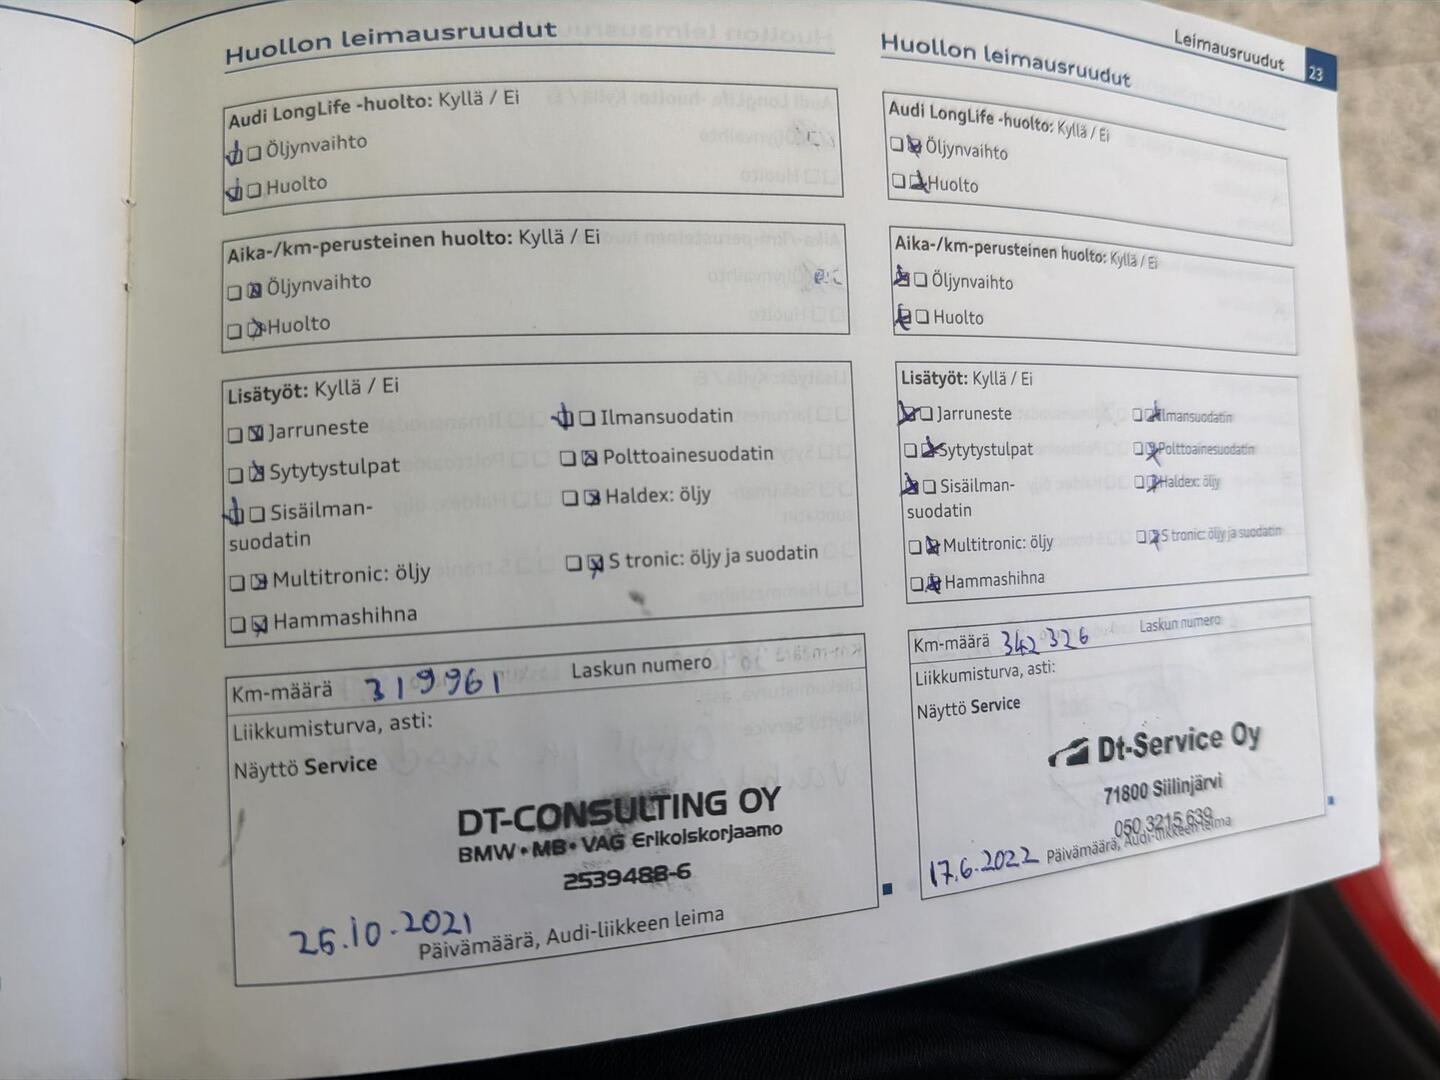 Leimausruudut 23
Huollon leimausruudut
Audi LongLife -huolto: Kyllä / Ei
Öljynvaihto
Huolto
Aika-/km-perusteinen huolto: Kyllä / Ei
Öljynvaihto
Huolto
Lisätyöt: Kyllä / Ei
Jarruneste
Sytytystulpat
Sisäilman-
suodatin
Multitronic: öljy
Hammashihna
Ilmansuodatin
Polttoainesuodatin
Haldex: öljy
S tronic: öljy ja suodatin
Km-määrä 319961 Laskun numero
Liikkumisturva, asti:
Näyttö Service
DT-CONSULTING OY
BMW • MB • VAG Erikoiskorjaamo
2539488-6
25.10.2021
Päivämäärä, Audi-liikkeen leima
Huollon leimausruudut
Audi LongLife -huolto: Kyllä / Ei
Öljynvaihto
Huolto
Aika-/km-perusteinen huolto: Kyllä / Ei
Öljynvaihto
Huolto
Lisätyöt: Kyllä / Ei
Jarruneste
Sytytystulpat
Sisäilman-
suodatin
Multitronic: öljy
Hammashihna
Ilmansuodatin
Polttoainesuodatin
Haldex: öljy
S tronic: öljy ja suodatin
Km-määrä 342326 Laskun numero
Liikkumisturva, asti:
Näyttö Service
Dt-Service Oy
71800 Siilinjärvi
050 3215 639
17.6.2022 Päivämäärä, Audi-liikkeen leima